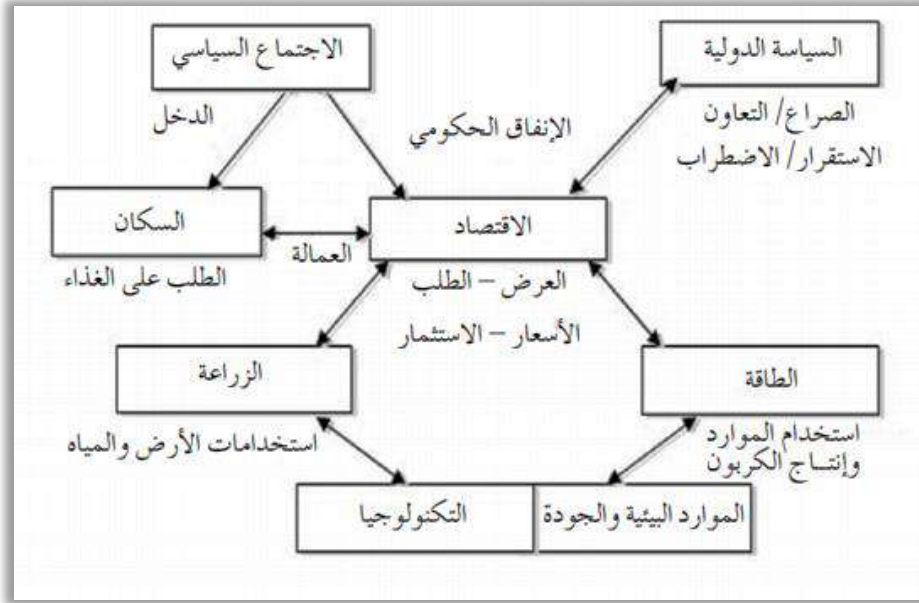 السياسة الدولية
الاجتماع السياسي
الصراع/ التعاون
الاستقرار/ الاضطراب
الإنفاق الحكومي
الدخل
الاقتصاد
السكان
العمالة
العرض – الطلب
الطلب على الغذاء
الأسعار – الاستثمار
الطاقة
الزراعة
استخدام الموارد
وإنتاج الكربون
استخدامات الأرض والمياه
الموارد البيئية والجودة
التكنولوجيا